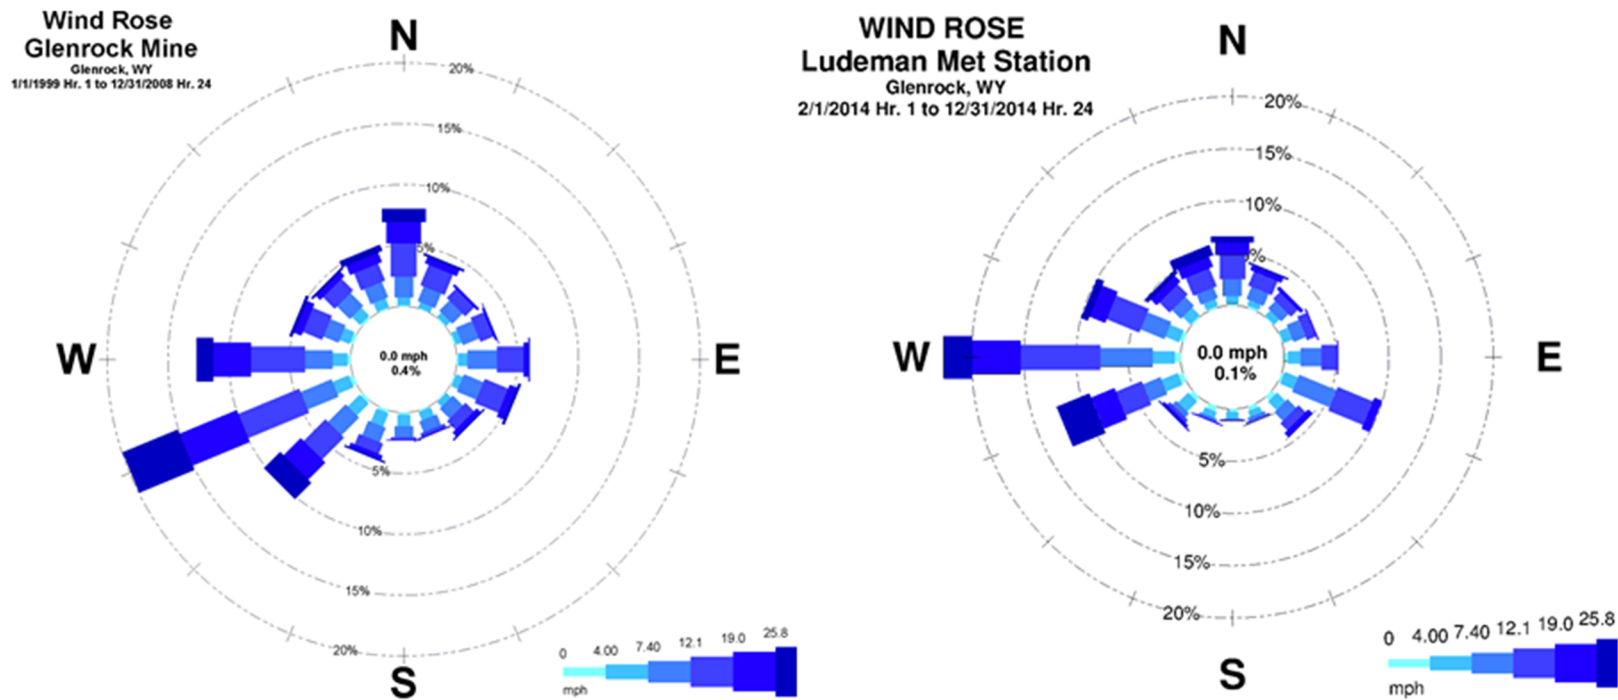 Wind Rose
Glenrock Mine
Glenrock, WY
1/1/1999 Hr. 1 to 12/31/2008 Hr. 24
N
20%
15%
10%
5%
W
0.0 mph
0.4%
E
5%
10%
15%
20%
S
0 4.00 7.40 12.1 19.0 25.8
mph
WIND ROSE
Ludeman Met Station
Glenrock, WY
2/1/2014 Hr. 1 to 12/31/2014 Hr. 24
N
20%
15%
10%
%
W
0.0 mph
0.1%
E
5%
10%
15%
20%
S
0 4.00 7.40 12.1 19.0 25.8
mph